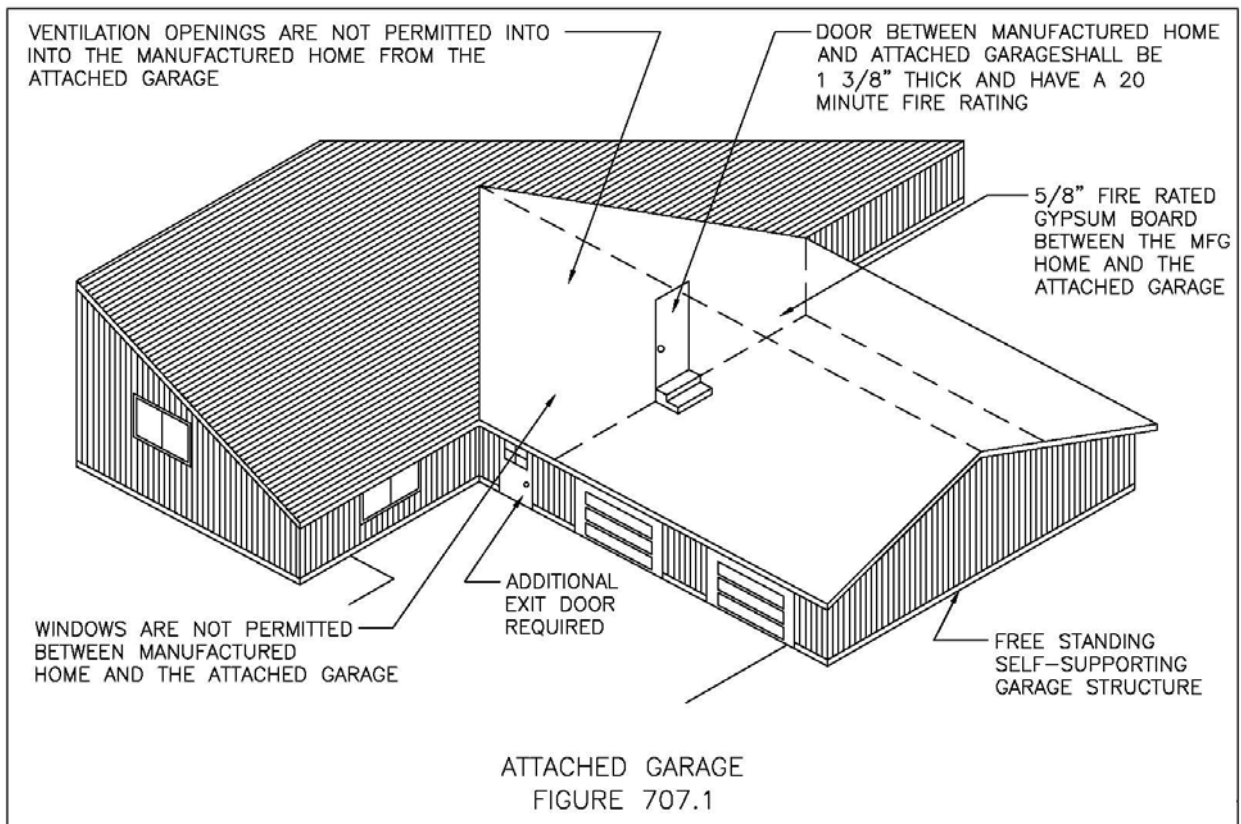 VENTILATION OPENINGS ARE NOT PERMITTED INTO
INTO THE MANUFACTURED HOME FROM THE
ATTACHED GARAGE
DOOR BETWEEN MANUFACTURED HOME
AND ATTACHED GARAGESHALL BE
1 3/8" THICK AND HAVE A 20
MINUTE FIRE RATING
5/8" FIRE RATED
GYPSUM BOARD
BETWEEN THE MFG
HOME AND THE
ATTACHED GARAGE
WINDOWS ARE NOT PERMITTED
BETWEEN MANUFACTURED
HOME AND THE ATTACHED GARAGE
ADDITIONAL
EXIT DOOR
REQUIRED
FREE STANDING
SELF-SUPPORTING
GARAGE STRUCTURE
ATTACHED GARAGE
FIGURE 707.1